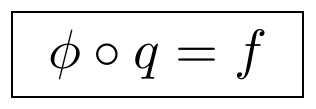 ϕ ∘ q = f